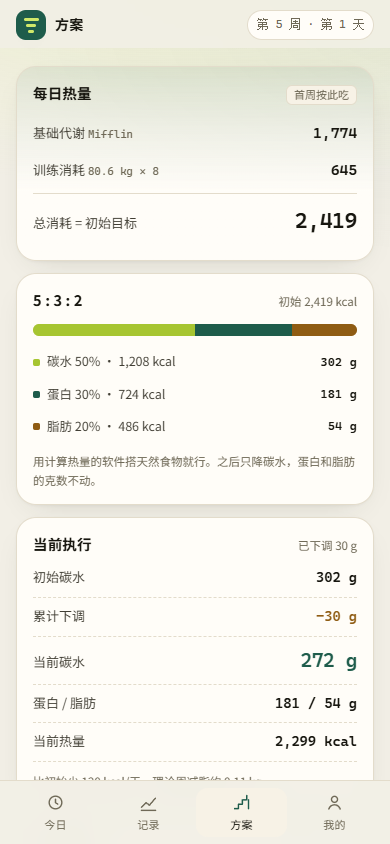 方案
第 5 周 · 第 1 天
每日热量
首周按此吃
基础代谢 Mifflin
1,774
训练消耗 80.6 kg × 8
645
总消耗 = 初始目标
2,419
5:3:2
初始 2,419 kcal
碳水 50% · 1,208 kcal
302 g
蛋白 30% · 724 kcal
181 g
脂肪 20% · 486 kcal
54 g
用计算热量的软件搭天然食物就行。之后只降碳水，蛋白和脂肪
的克数不动。
当前执行
已下调 30 g
初始碳水
302 g
累计下调
−30 g
当前碳水
272 g
蛋白 / 脂肪
181 / 54 g
当前热量
2,299 kcal
今日
记录
方案
我的